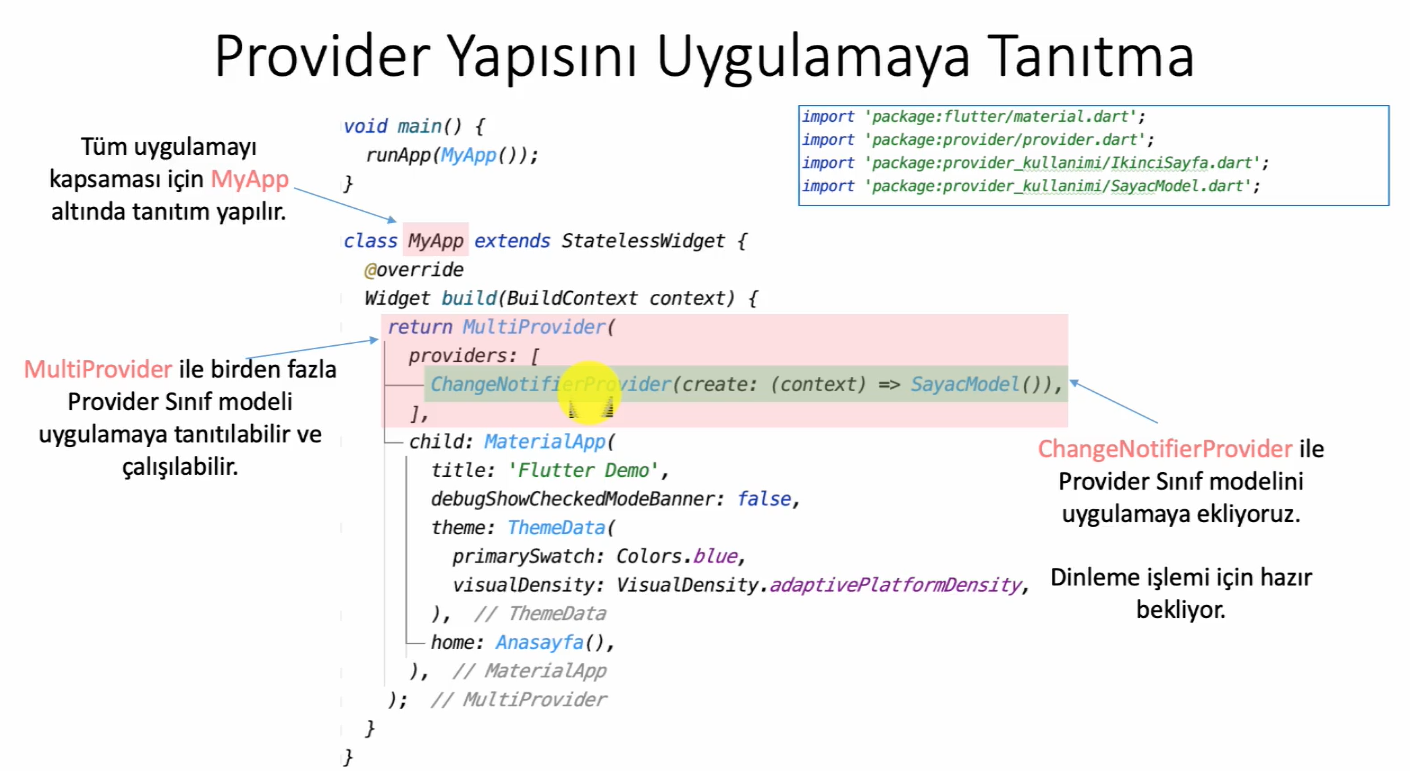 Provider Yapısını Uygulamaya Tanıtma
Tüm uygulamayı
kapsaması için MyApp
altında tanıtım yapılır.
void main() {
runApp(MyApp());
}
import 'package:flutter/material.dart';
import 'package:provider/provider.dart';
import 'package:provider_kullanimi/IkinciSayfa.dart';
import 'package:provider_kullanimi/SayacModel.dart';
class MyApp extends StatelessWidget {
@override
Widget build(BuildContext context) {
return MultiProvider(
providers: [
ChangeNotifierProvider(create: (context) => SayacModel()),
],
child: MaterialApp(
title: 'Flutter Demo',
debugShowCheckedModeBanner: false,
theme: ThemeData(
primarySwatch: Colors.blue,
visualDensity: VisualDensity.adaptivePlatformDensity,
), // ThemeData
home: Anasayfa(),
), // MaterialApp
); // MultiProvider
}
}
MultiProvider ile birden fazla
Provider Sınıf modeli
uygulamaya tanıtılabilir ve
çalışılabilir.
ChangeNotifierProvider ile
Provider Sınıf modelini
uygulamaya ekliyoruz.
Dinleme işlemi için hazır
bekliyor.